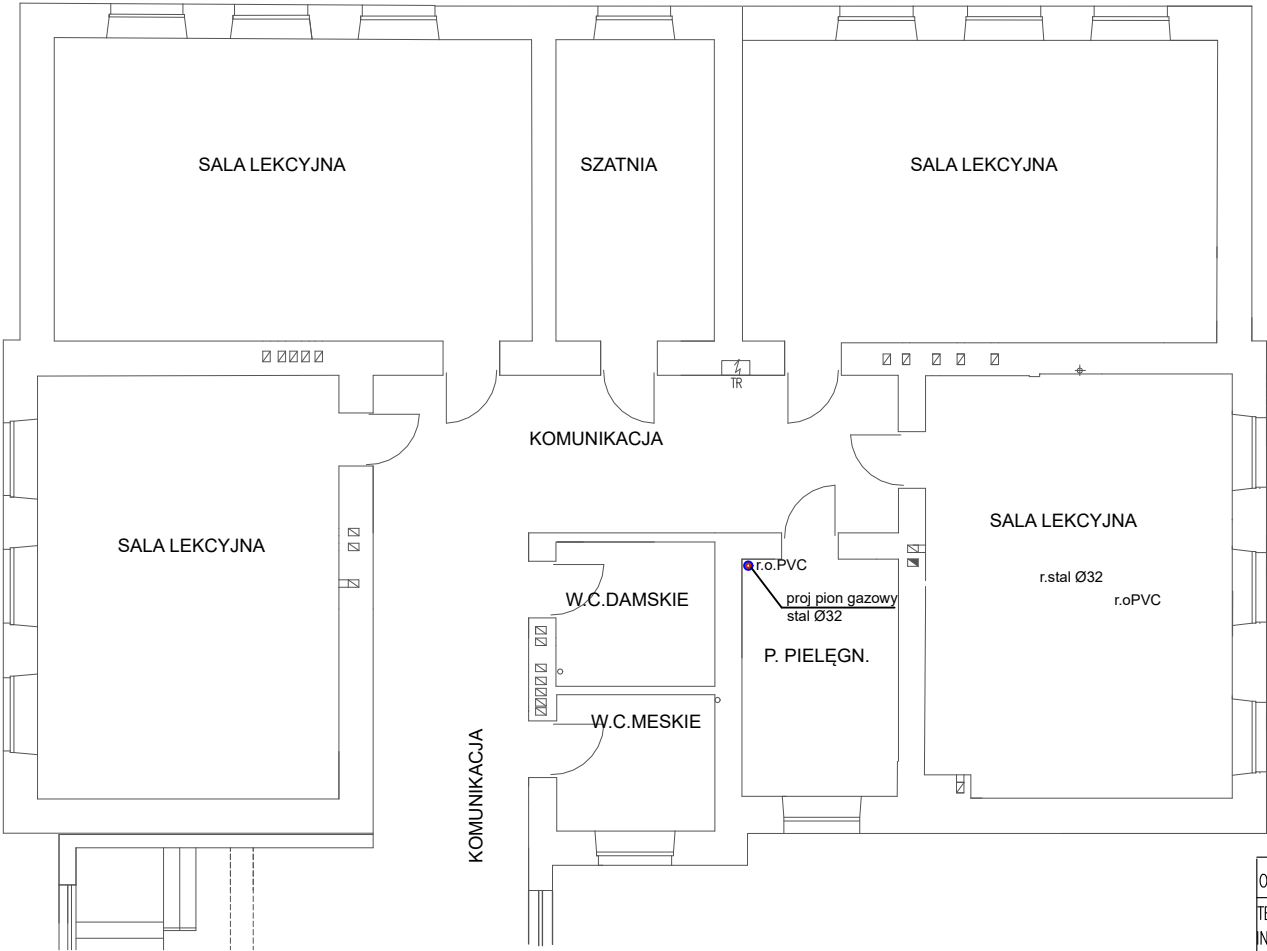 SALA LEKCYJNA
SZATNIA
SALA LEKCYJNA
TR
KOMUNIKACJA
SALA LEKCYJNA
SALA LEKCYJNA
r.o.PVC
r.stal Ø32
W.C.DAMSKIE
proj pion gazowy
r.oPVC
stal Ø32
P. PIELĘGN.
W.C.MESKIE
KOMUNIKACJA